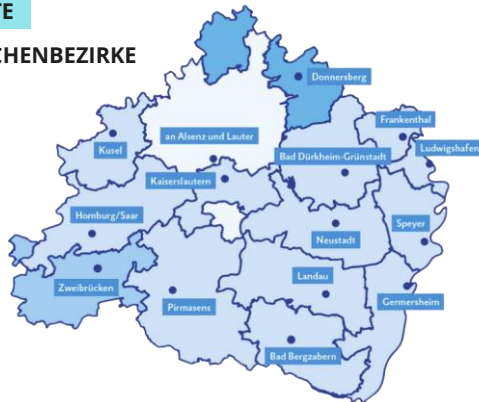 TE
CHENBEZIRKE
Donnersberg
Frankenthal
an Alsenz und Lauter
Kusel
Ludwigshafen
Bad Dürkheim-Grünstadt
Kaiserslautern
Homburg/Saar
Speyer
Neustadt
Landau
Zweibrücken
Germersheim
Pirmasens
Bad Bergzabern